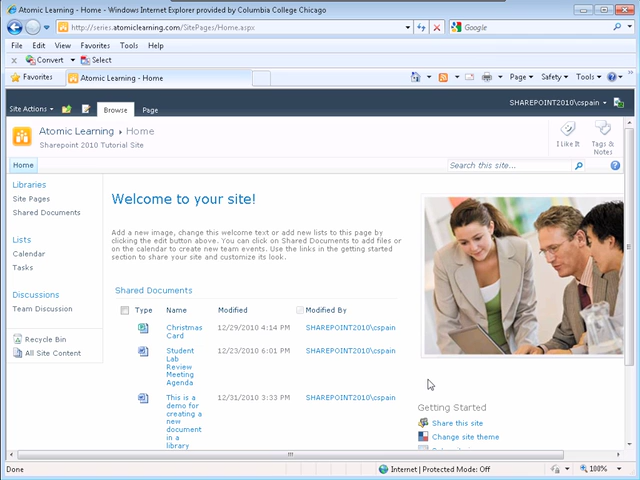 Atomic Learning - Home - Windows Internet Explorer provided by Columbia College Chicago
http://series.atomiclearning.com/SitePages/Home.aspx
Google
File Edit View Favorites Tools Help
Convert Select
Favorites Atomic Learning - Home
Page Safety Tools
Site Actions Browse Page SHAREPOINT2010\cspain
Atomic Learning Home
Sharepoint 2010 Tutorial Site
I Like It Tags & Notes
Home Search this site...
Libraries
Site Pages
Shared Documents
Lists
Calendar
Tasks
Discussions
Team Discussion
Recycle Bin
All Site Content
Welcome to your site!
Add a new image, change this welcome text or add new lists to this page by
clicking the edit button above. You can click on Shared Documents to add files or
on the calendar to create new team events. Use the links in the getting started
section to share your site and customize its look.
Shared Documents
Type Name Modified Modified By
Christmas Card 12/29/2010 4:14 PM SHAREPOINT2010\cspain
Student Lab Review Meeting Agenda 12/23/2010 6:01 PM SHAREPOINT2010\cspain
This is a demo for creating a new document in a library 12/31/2010 3:33 PM SHAREPOINT2010\cspain
Getting Started
Share this site
Change site theme
Done Internet | Protected Mode: Off 100%